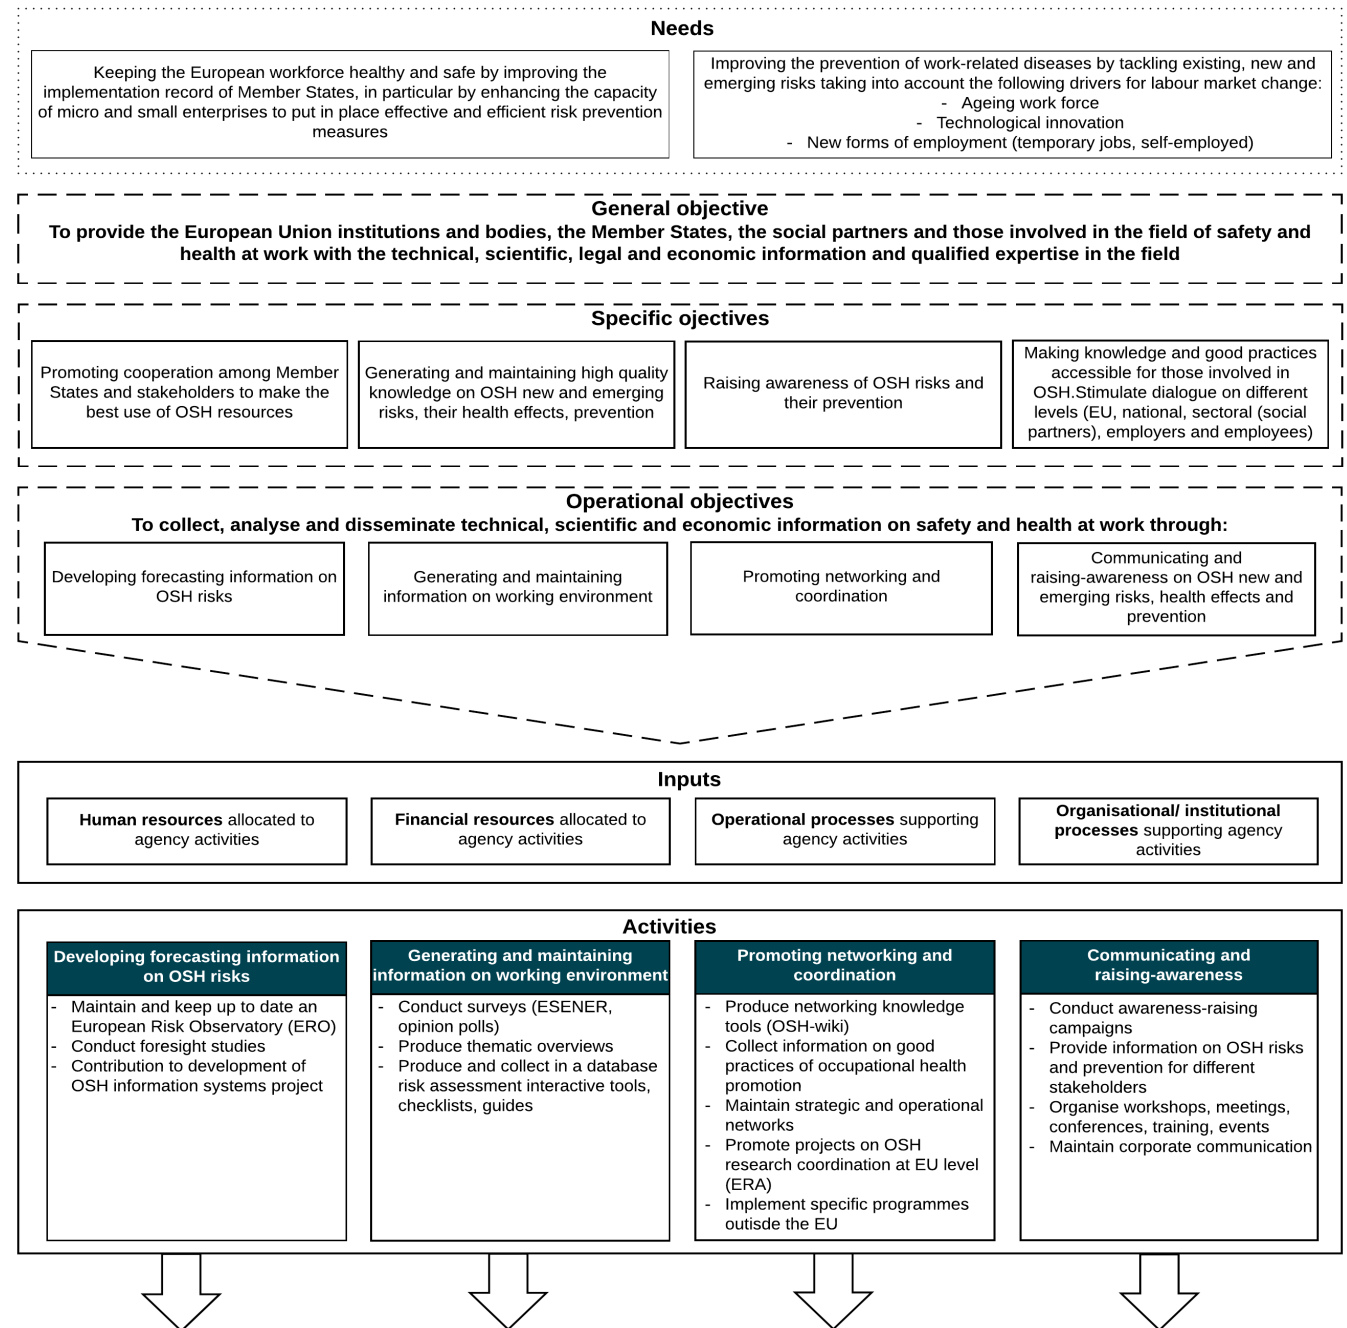 Needs
Keeping the European workforce healthy and safe by improving the
implementation record of Member States, in particular by enhancing the capacity
of micro and small enterprises to put in place effective and efficient risk prevention
measures
Improving the prevention of work-related diseases by tackling existing, new and
emerging risks taking into account the following drivers for labour market change:
- Ageing work force
- Technological innovation
- New forms of employment (temporary jobs, self-employed)
General objective
To provide the European Union institutions and bodies, the Member States, the social partners and those involved in the field of safety and
health at work with the technical, scientific, legal and economic information and qualified expertise in the field
Specific ojectives
Promoting cooperation among Member
States and stakeholders to make the
best use of OSH resources
Generating and maintaining high quality
knowledge on OSH new and emerging
risks, their health effects, prevention
Raising awareness of OSH risks and
their prevention
Making knowledge and good practices
accessible for those involved in
OSH.Stimulate dialogue on different
levels (EU, national, sectoral (social
partners), employers and employees)
Operational objectives
To collect, analyse and disseminate technical, scientific and economic information on safety and health at work through:
Developing forecasting information on
OSH risks
Generating and maintaining
information on working environment
Promoting networking and
coordination
Communicating and
raising-awareness on OSH new and
emerging risks, health effects and
prevention
Inputs
Human resources allocated to
agency activities
Financial resources allocated to
agency activities
Operational processes supporting
agency activities
Organisational/ institutional
processes supporting agency
activities
Activities
Developing forecasting information
on OSH risks
- Maintain and keep up to date an
European Risk Observatory (ERO)
- Conduct foresight studies
- Contribution to development of
OSH information systems project
Generating and maintaining
information on working environment
- Conduct surveys (ESENER,
opinion polls)
- Produce thematic overviews
- Produce and collect in a database
risk assessment interactive tools,
checklists, guides
Promoting networking and
coordination
- Produce networking knowledge
tools (OSH-wiki)
- Collect information on good
practices of occupational health
promotion
- Maintain strategic and operational
networks
- Promote projects on OSH
research coordination at EU level
(ERA)
- Implement specific programmes
outisde the EU
Communicating and
raising-awareness
- Conduct awareness-raising
campaigns
- Provide information on OSH risks
and prevention for different
stakeholders
- Organise workshops, meetings,
conferences, training, events
- Maintain corporate communication